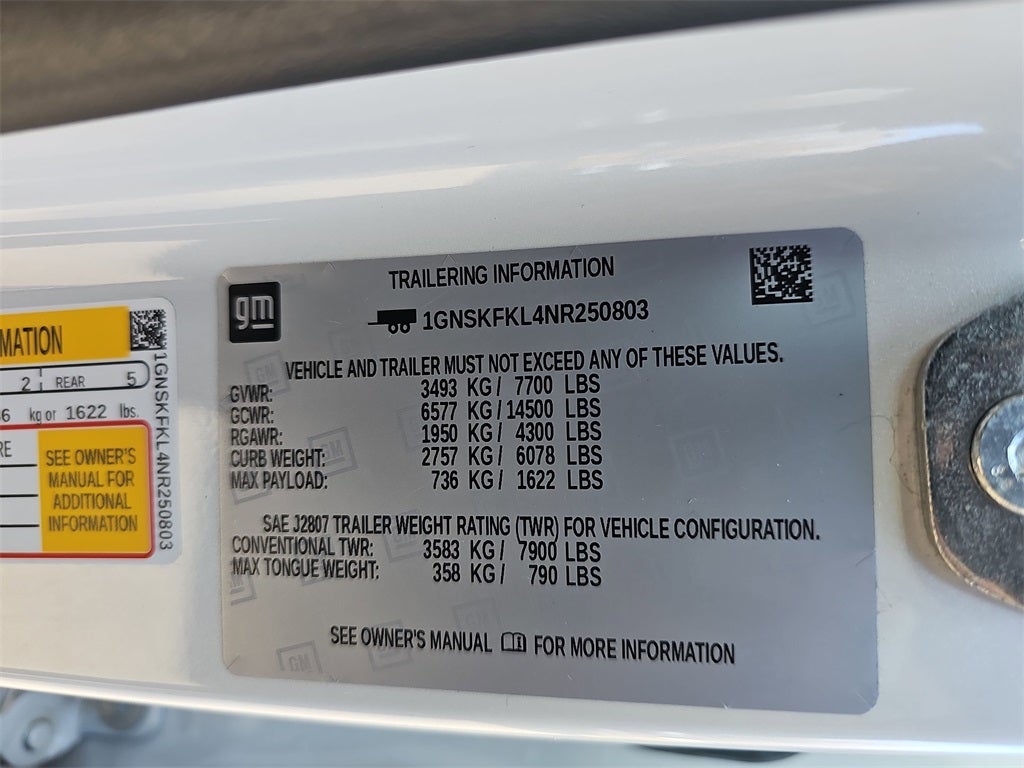 MATION
2 REAR 5
kg or 1622 lbs.
SEE OWNER'S
MANUAL FOR
ADDITIONAL
INFORMATION
1GNSKFKL4NR250803
gm
TRAILERING INFORMATION
1GNSKFKL4NR250803
VEHICLE AND TRAILER MUST NOT EXCEED ANY OF THESE VALUES.
GVWR: 3493 KG / 7700 LBS
GCWR: 6577 KG / 14500 LBS
RGAWR: 1950 KG / 4300 LBS
CURB WEIGHT: 2757 KG / 6078 LBS
MAX PAYLOAD: 736 KG / 1622 LBS
SAE J2807 TRAILER WEIGHT RATING (TWR) FOR VEHICLE CONFIGURATION.
CONVENTIONAL TWR: 3583 KG / 7900 LBS
MAX TONGUE WEIGHT: 358 KG / 790 LBS
SEE OWNER'S MANUAL FOR MORE INFORMATION